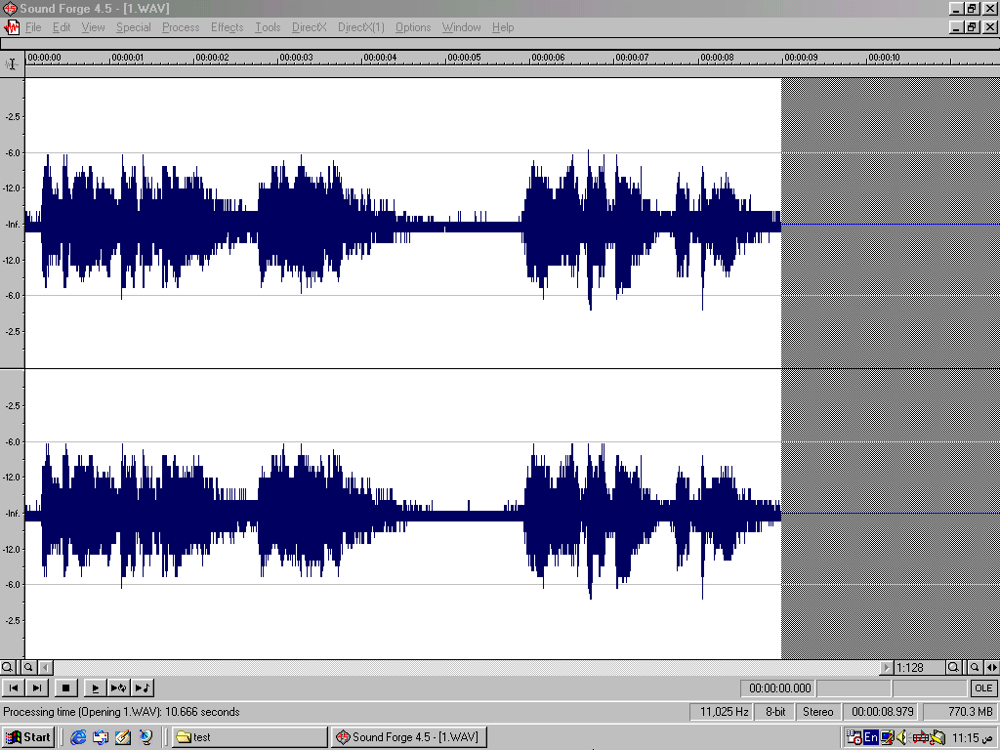 Sound Forge 4.5 - [1.WAV]
File Edit View Special Process Effects Tools DirectX DirectX(1) Options Window Help
00:00:00 00:00:01 00:00:02 00:00:03 00:00:04 00:00:05 00:00:06 00:00:07 00:00:08 00:00:09 00:00:10
-2.5
-6.0
-12.0
-Inf.
-12.0
-6.0
-2.5
-2.5
-6.0
-12.0
-Inf.
-12.0
-6.0
-2.5
1:128
00:00:00.000 OLE
Processing time (Opening 1.WAV): 10.666 seconds 11,025 Hz 8-bit Stereo 00:00:08.979 770.3 MB
Start test Sound Forge 4.5 - [1.WAV] En 11:15 ص